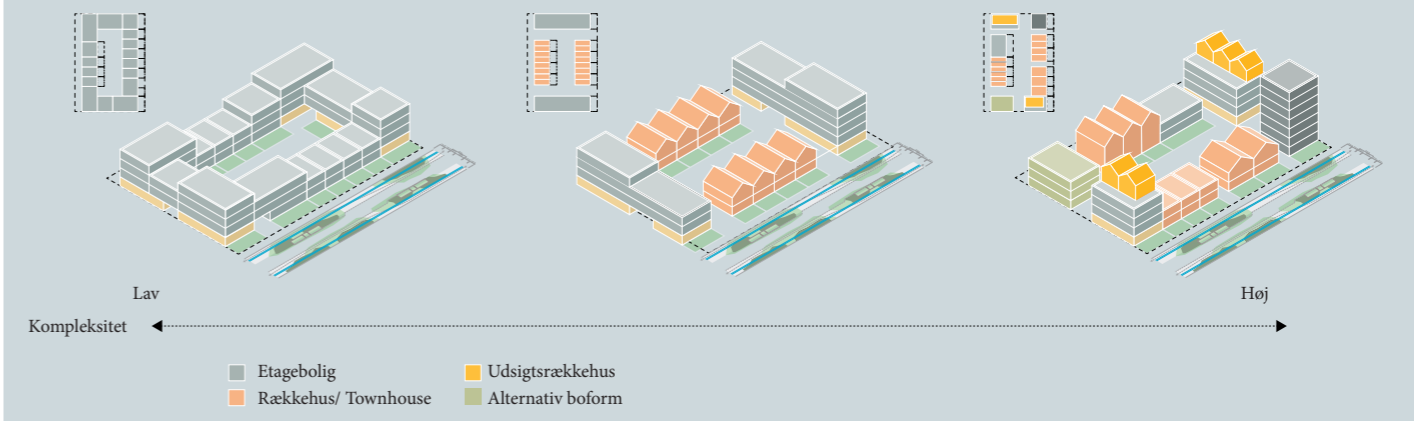 Lav
Høj
Kompleksitet
Etagebolig
Udsigtsrækkehus
Rækkehus/ Townhouse
Alternativ boform